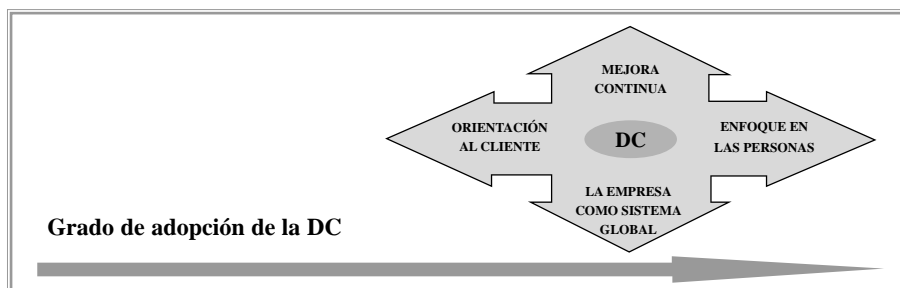 MEJORA
CONTINUA
ORIENTACIÓN
AL CLIENTE
DC
ENFOQUE EN
LAS PERSONAS
LA EMPRESA
COMO SISTEMA
GLOBAL
Grado de adopción de la DC